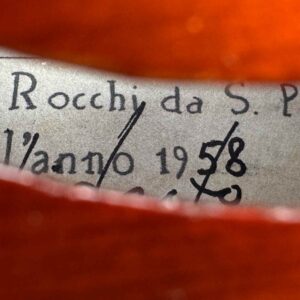 Rocchi da S. P
l'anno 1958